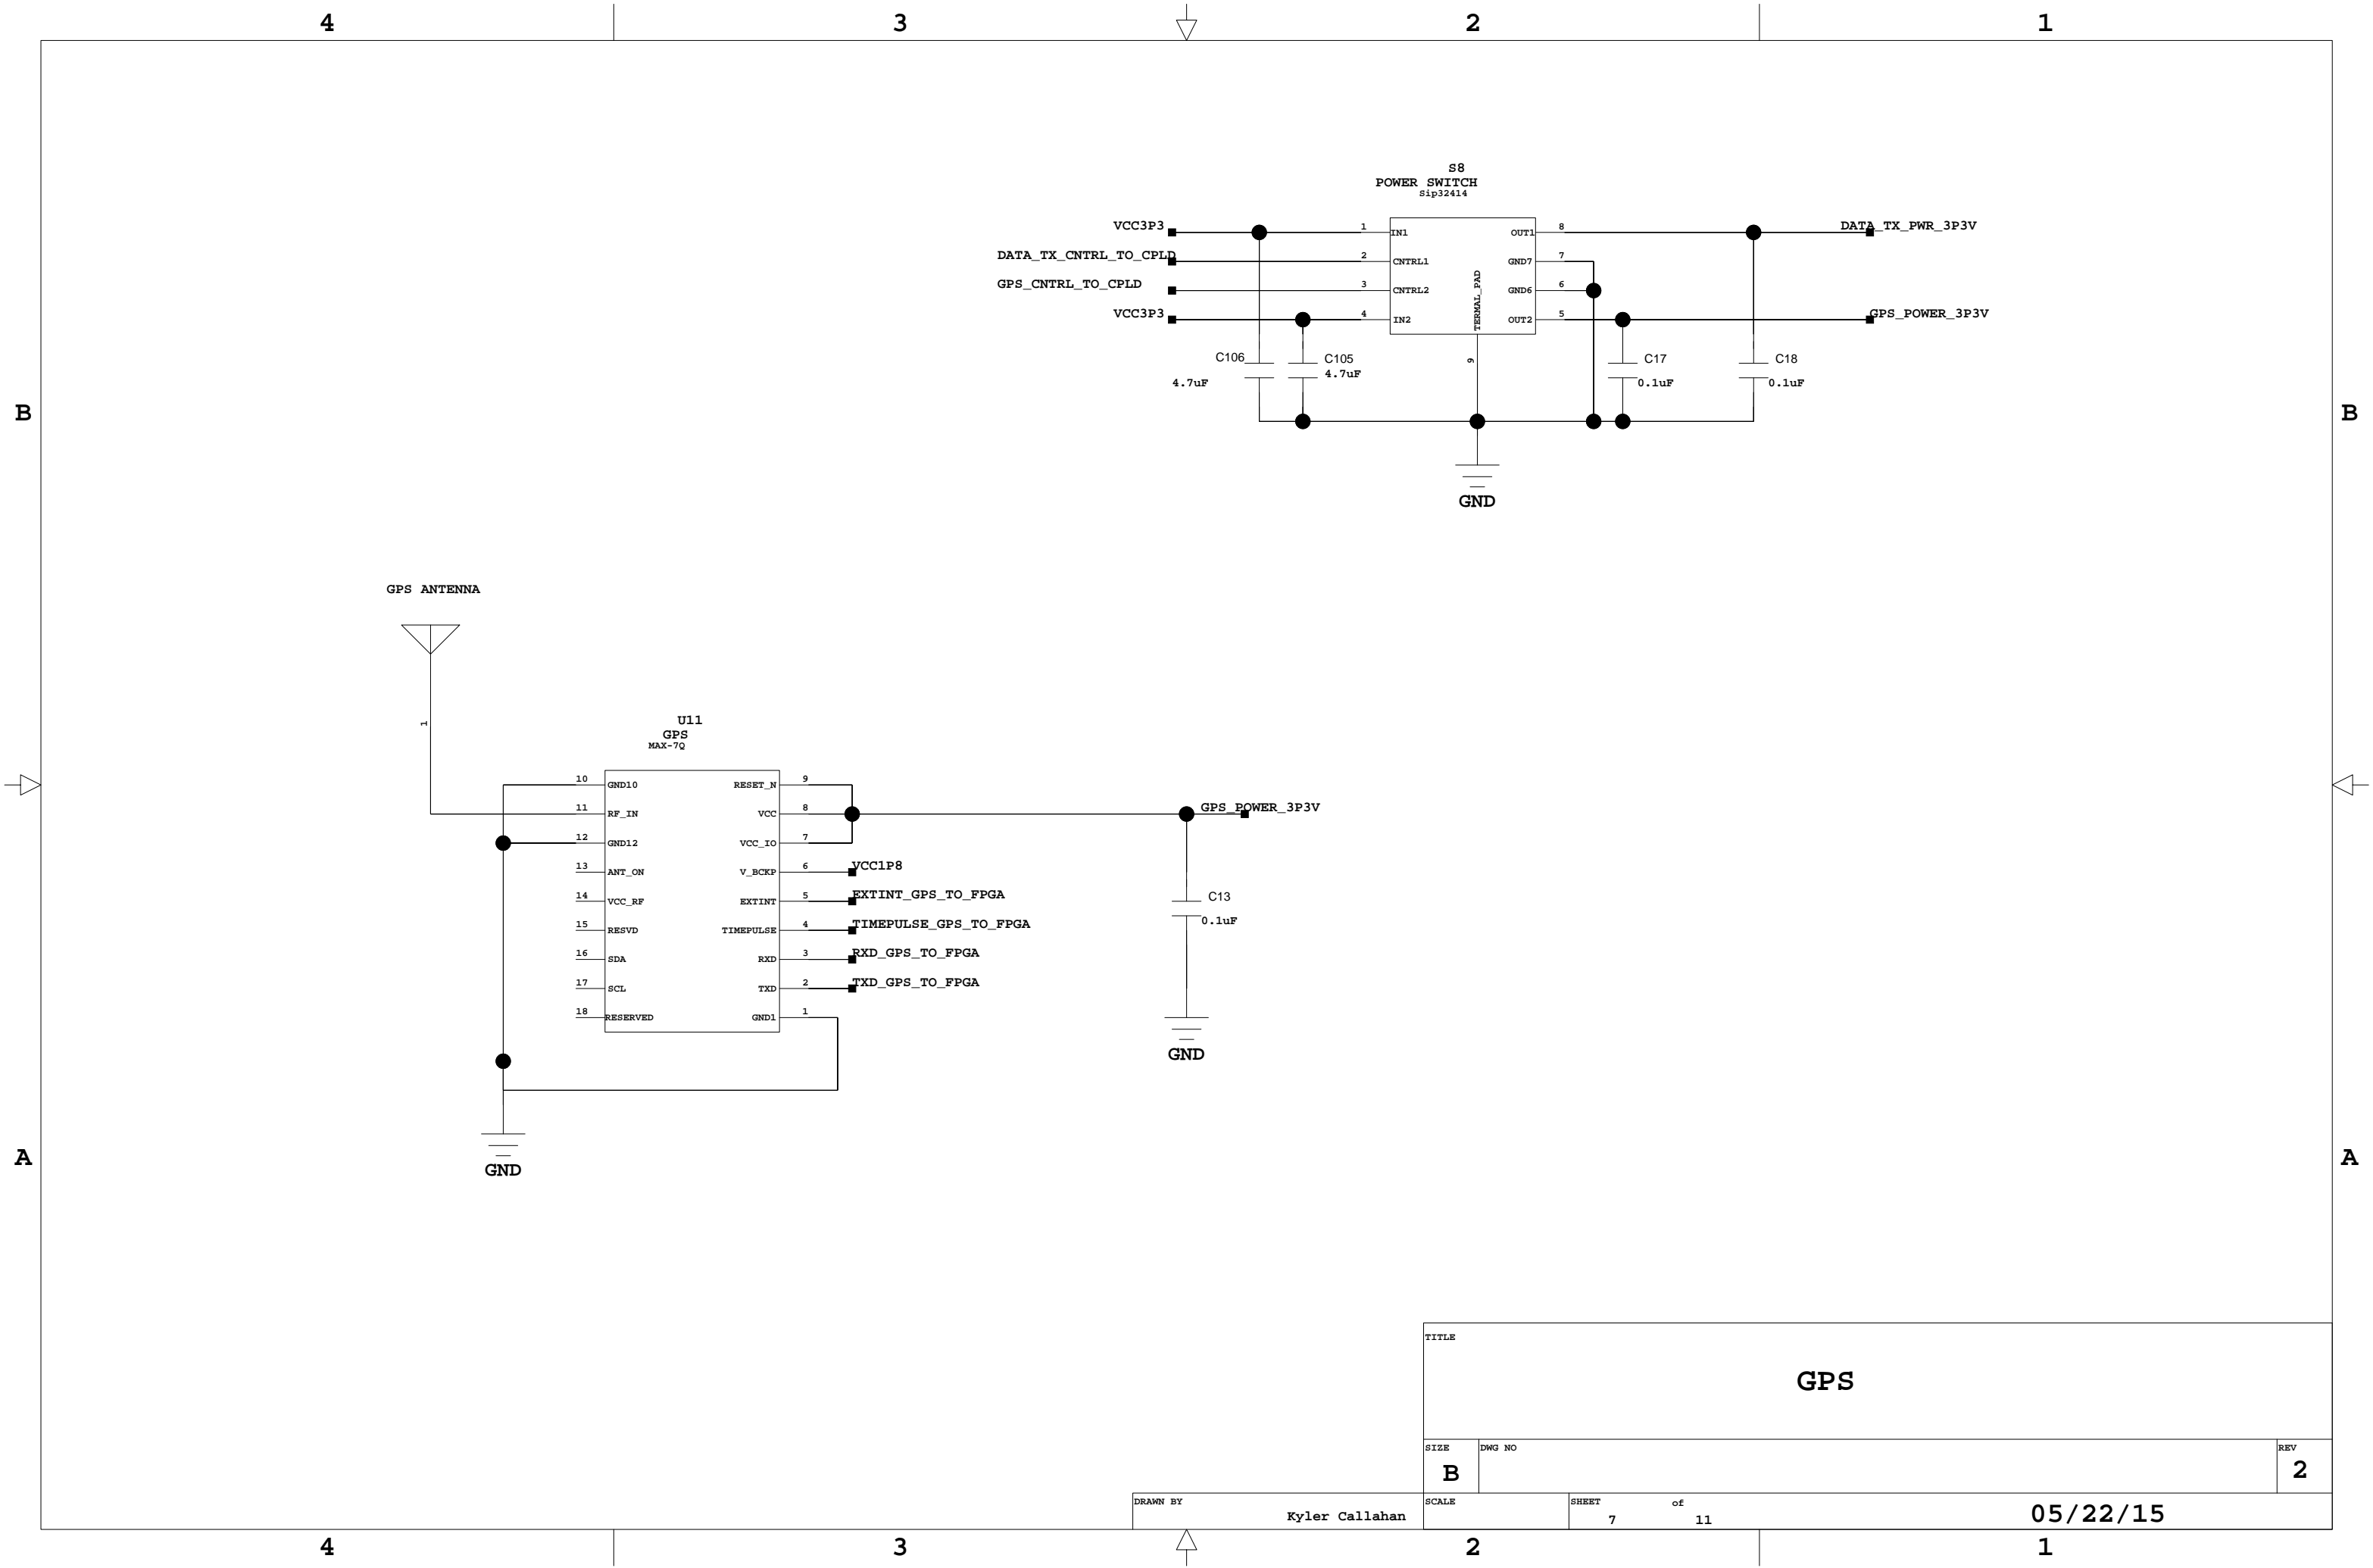 4 3 2 1
S8
POWER SWITCH
Sip32414
VCC3P3 1 IN1 OUT1 8 DATA_TX_PWR_3P3V
DATA_TX_CNTRL_TO_CPLD 2 CNTRL1 GND7 7
GPS_CNTRL_TO_CPLD 3 CNTRL2 GND6 6
VCC3P3 4 IN2 OUT2 5 GPS_POWER_3P3V
TERMAL_PAD
9
C106 C105 C17 C18
4.7uF 4.7uF 0.1uF 0.1uF
B B
GND
GPS ANTENNA
1
U11
GPS
MAX-7Q
10 GND10 RESET_N 9
11 RF_IN VCC 8 GPS_POWER_3P3V
12 GND12 VCC_IO 7
13 ANT_ON V_BCKP 6 VCC1P8
14 VCC_RF EXTINT 5 EXTINT_GPS_TO_FPGA
15 RESVD TIMEPULSE 4 TIMEPULSE_GPS_TO_FPGA
16 SDA RXD 3 RXD_GPS_TO_FPGA
17 SCL TXD 2 TXD_GPS_TO_FPGA
18 RESERVED GND1 1
C13
0.1uF
GND
GND
A A
TITLE
GPS
SIZE DWG NO REV
B 2
DRAWN BY SCALE SHEET of
Kyler Callahan 7 11 05/22/15
4 3 2 1